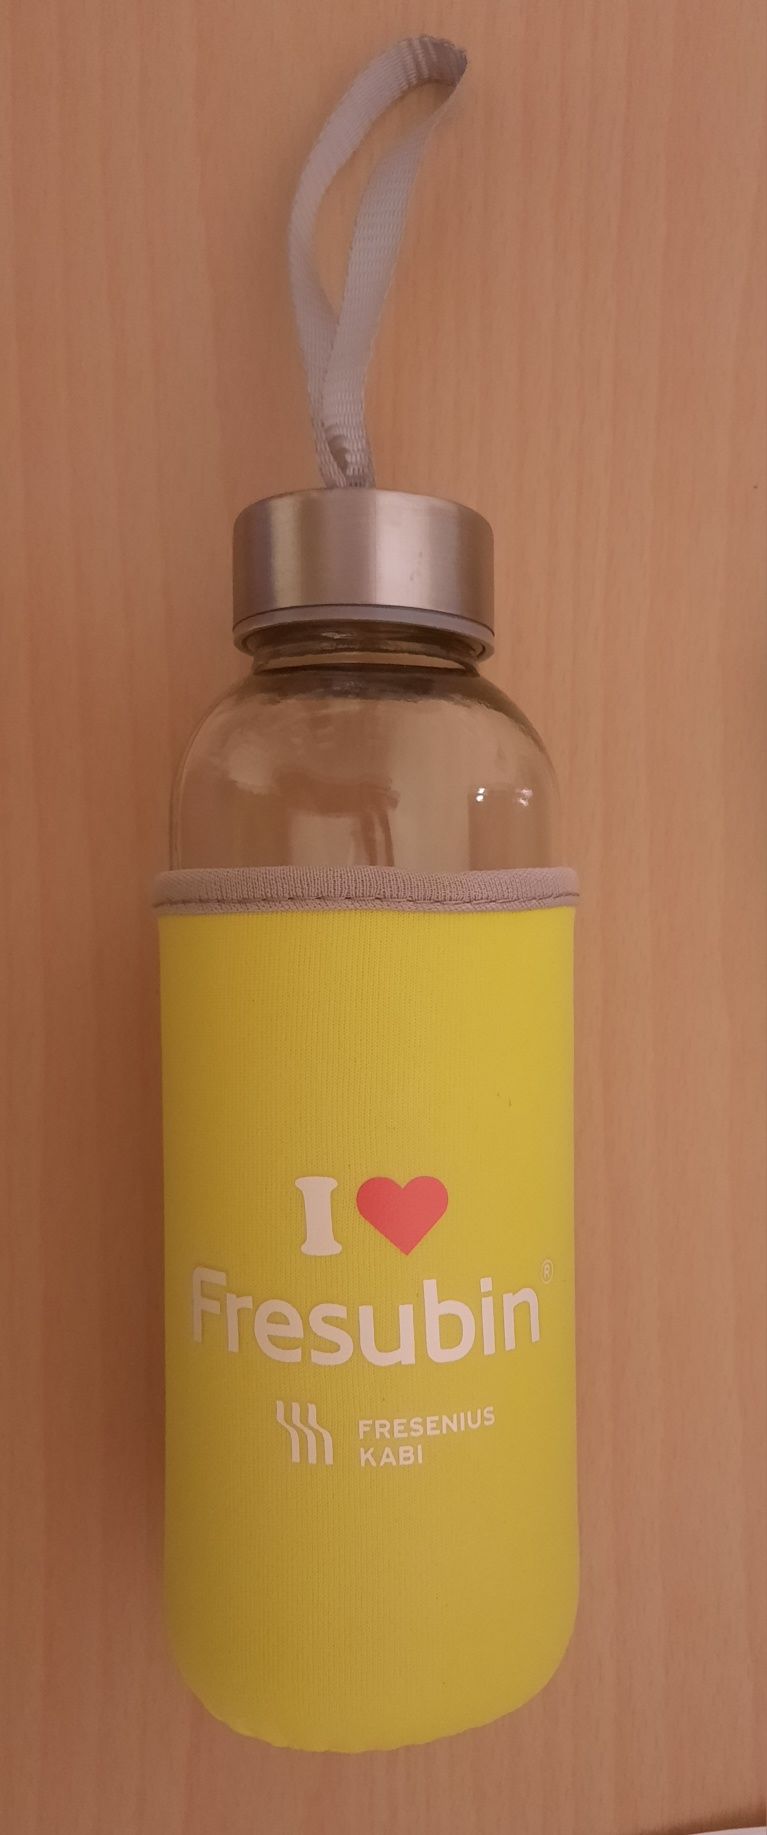 I ❤
Fresubin®
FRESENIUS
KABI